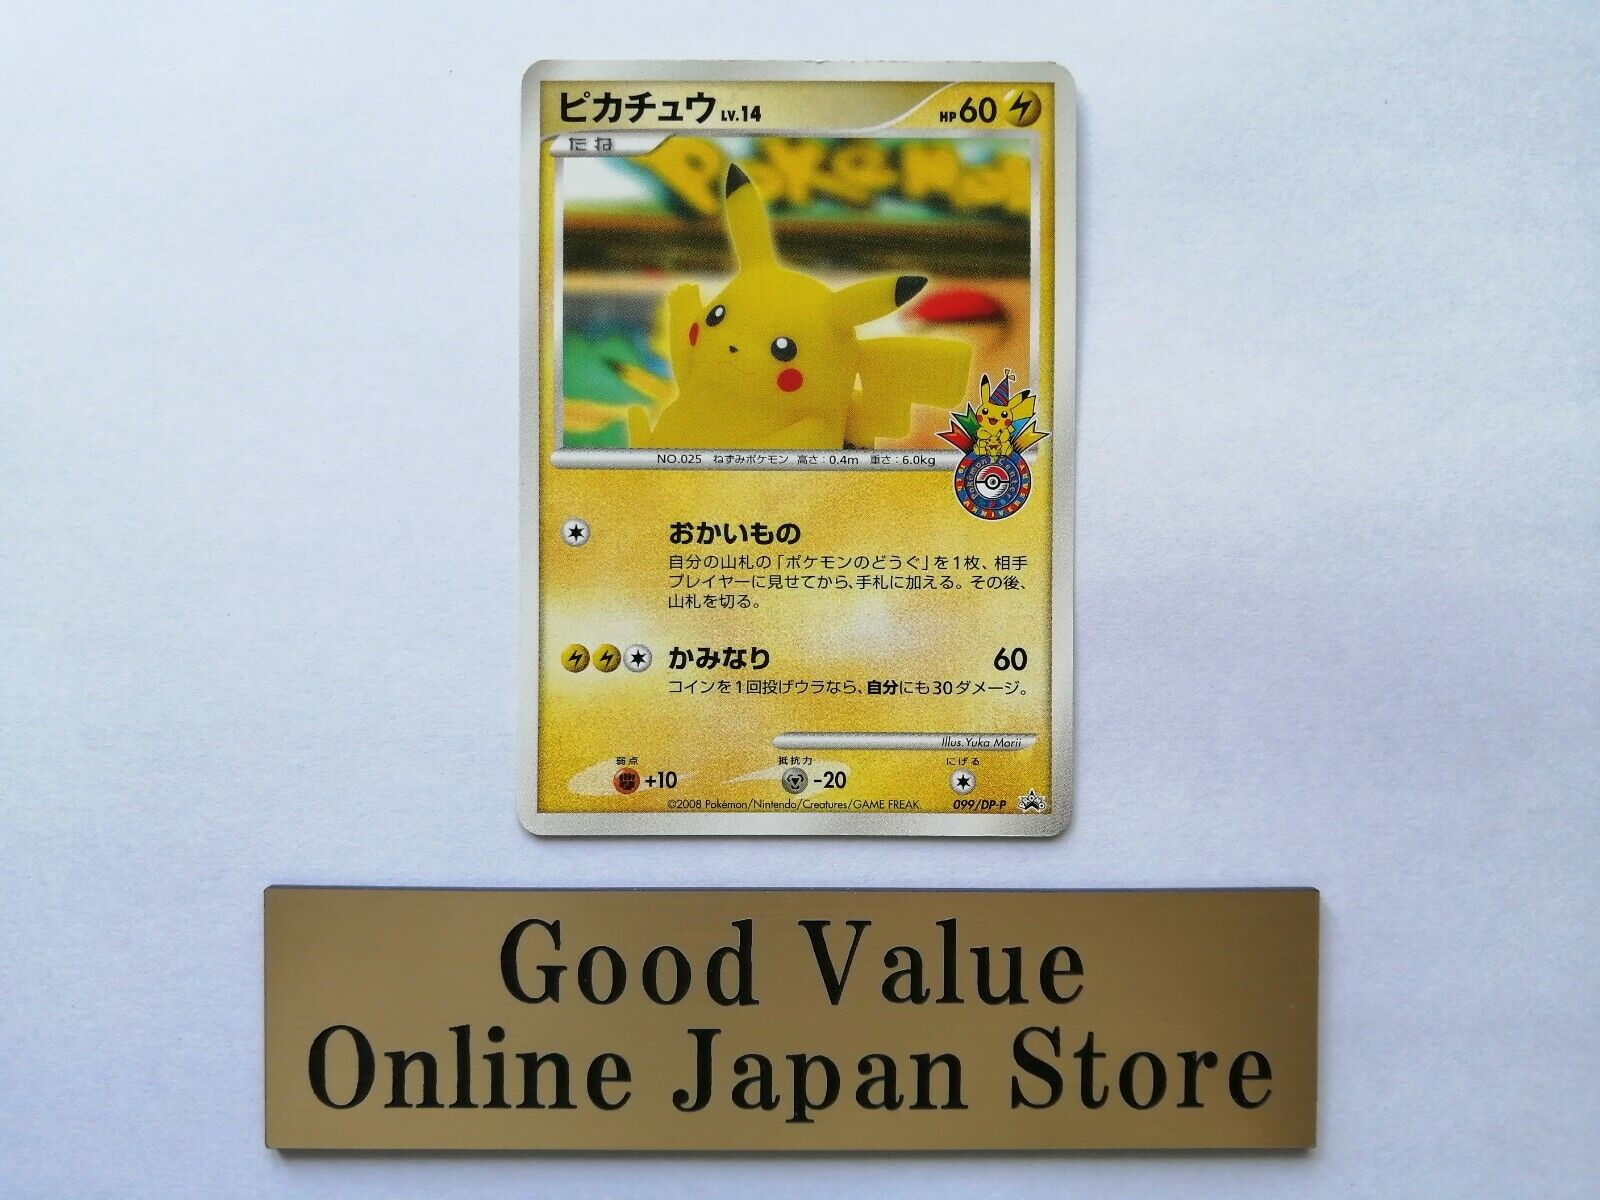 ピカチュウ LV.14 HP60
たね
Pokémon
NO.025 ねずみポケモン 高さ:0.4m 重さ:6.0kg
おかいもの
自分の山札の「ポケモンのどうぐ」を1枚、相手
プレイヤーに見せてから、手札に加える。その後、
山札を切る。
かみなり 60
コインを1回投げウラなら、自分にも30ダメージ。
Illus. Yuka Morii
弱点 抵抗力 にげる
+10 -20
©2008 Pokémon/Nintendo/Creatures/GAME FREAK. 099/DP-P
Good Value
Online Japan Store